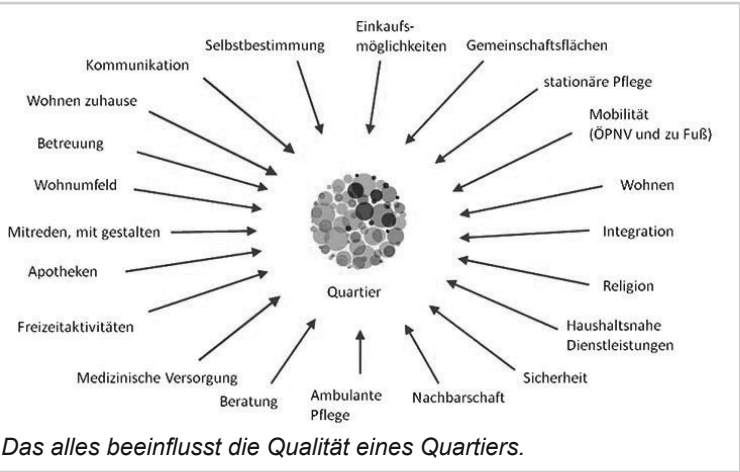 Einkaufs-
möglichkeiten
Selbstbestimmung
Gemeinschaftsflächen
Kommunikation
stationäre Pflege
Wohnen zuhause
Mobilität
(ÖPNV und zu Fuß)
Betreuung
Wohnumfeld
Wohnen
Mitreden, mit gestalten
Integration
Apotheken
Religion
Quartier
Freizeitaktivitäten
Haushaltsnahe
Dienstleistungen
Medizinische Versorgung
Sicherheit
Beratung
Ambulante
Pflege
Nachbarschaft
Das alles beeinflusst die Qualität eines Quartiers.